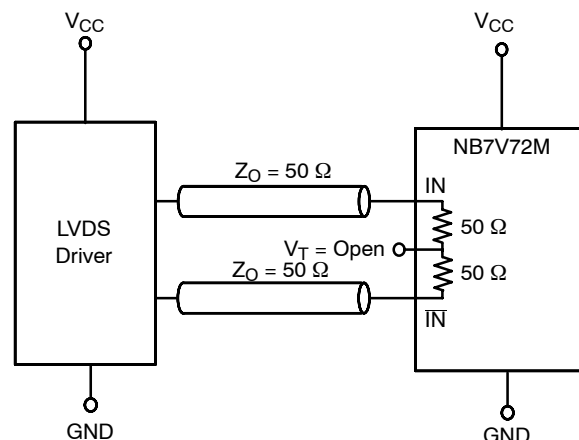 VCC
VCC
NB7V72M
ZO = 50 Ω
IN
LVDS
Driver
50 Ω
VT = Open
50 Ω
ZO = 50 Ω
IN
GND
GND